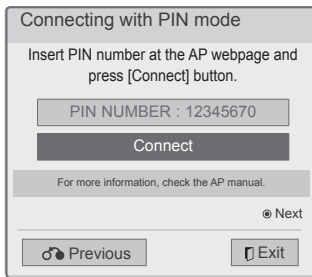 Connecting with PIN mode
Insert PIN number at the AP webpage and
press [Connect] button.
PIN NUMBER : 12345670
Connect
For more information, check the AP manual.
Next
Previous
Exit